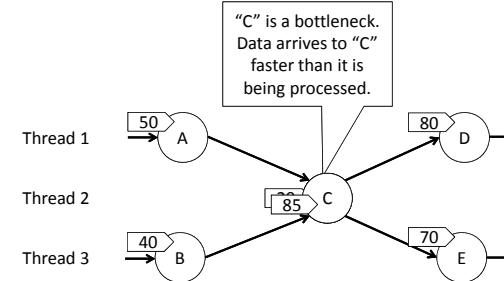 “C” is a bottleneck.
Data arrives to “C”
faster than it is
being processed.
50
80
Thread 1
A
D
Thread 2
85
C
40
70
Thread 3
B
E